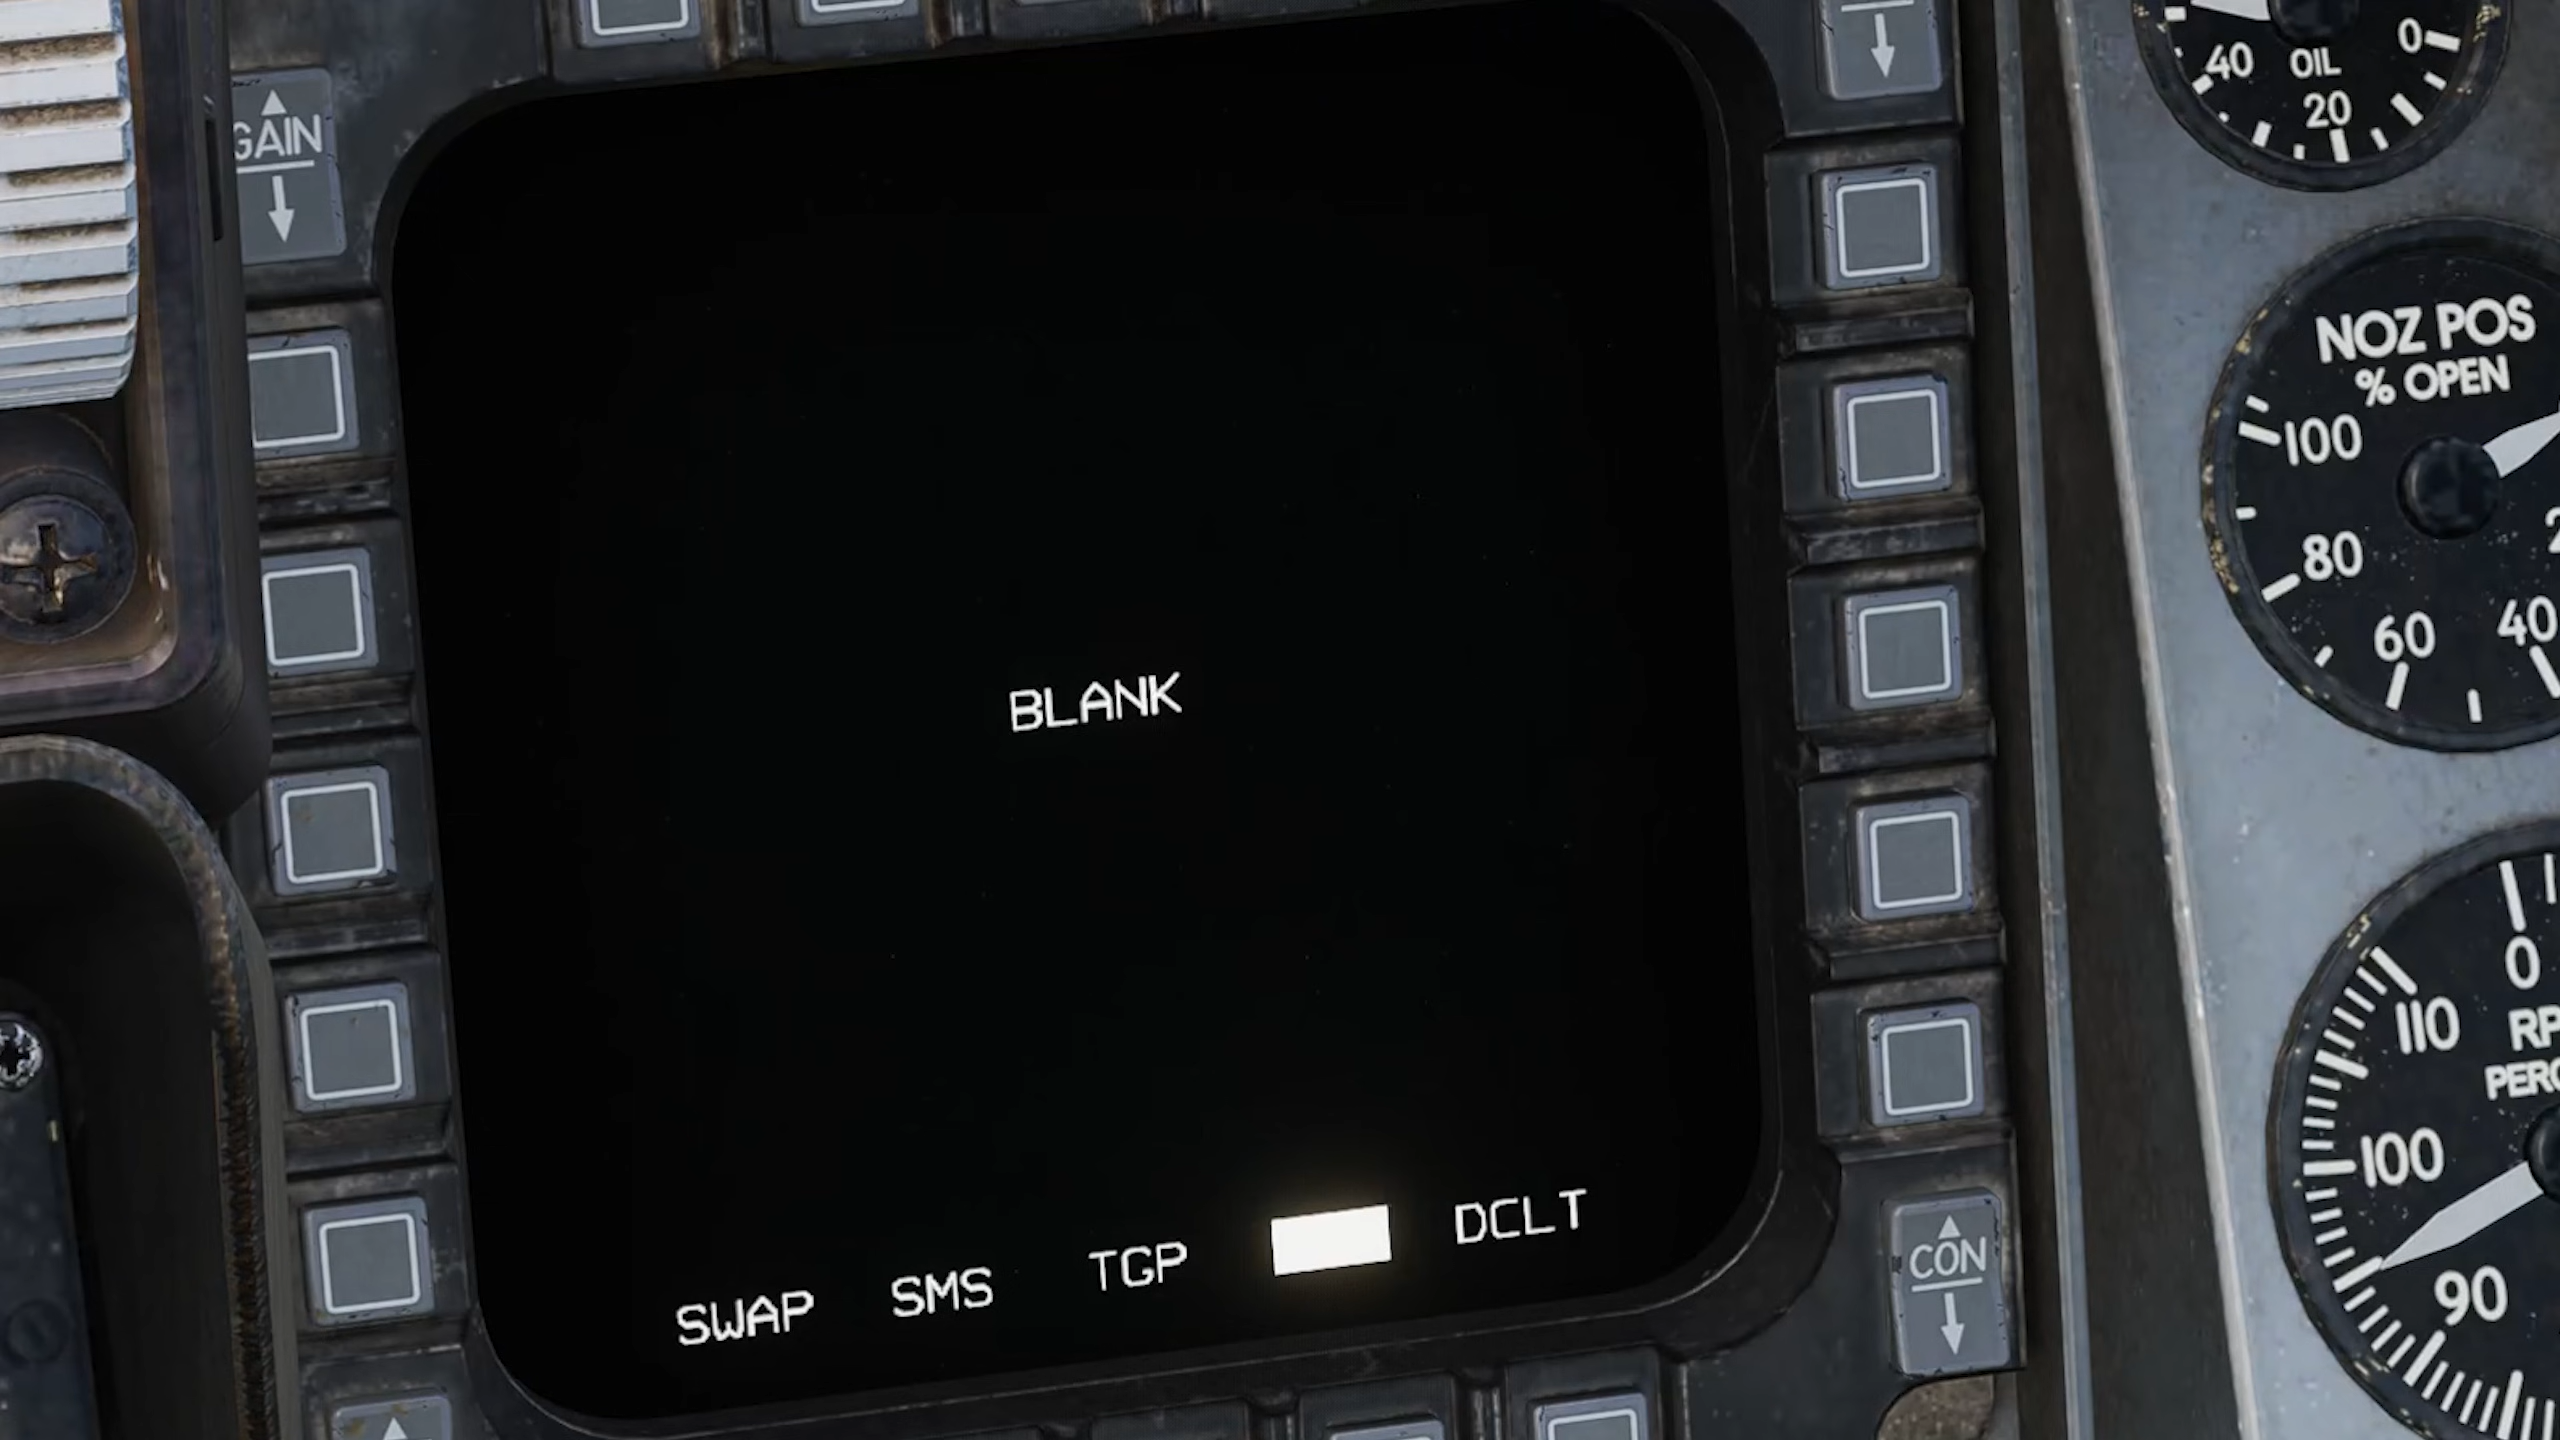 GAIN
BLANK
SWAP SMS TGP DCLT
CON
40 OIL 0
20
NOZ POS
% OPEN
100
80
60 40
0
110
100
90